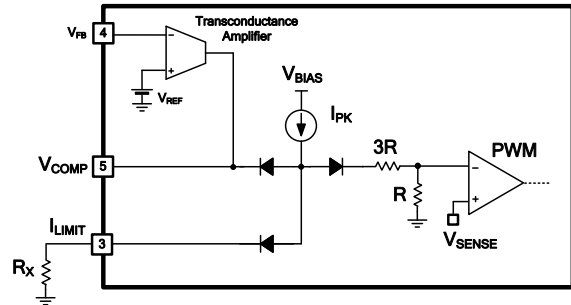 Transconductance
Amplifier
VFB
4
VREF
VBIAS
IPK
VCOMP
5
3R
R
PWM
VSENSE
ILIMIT
3
RX